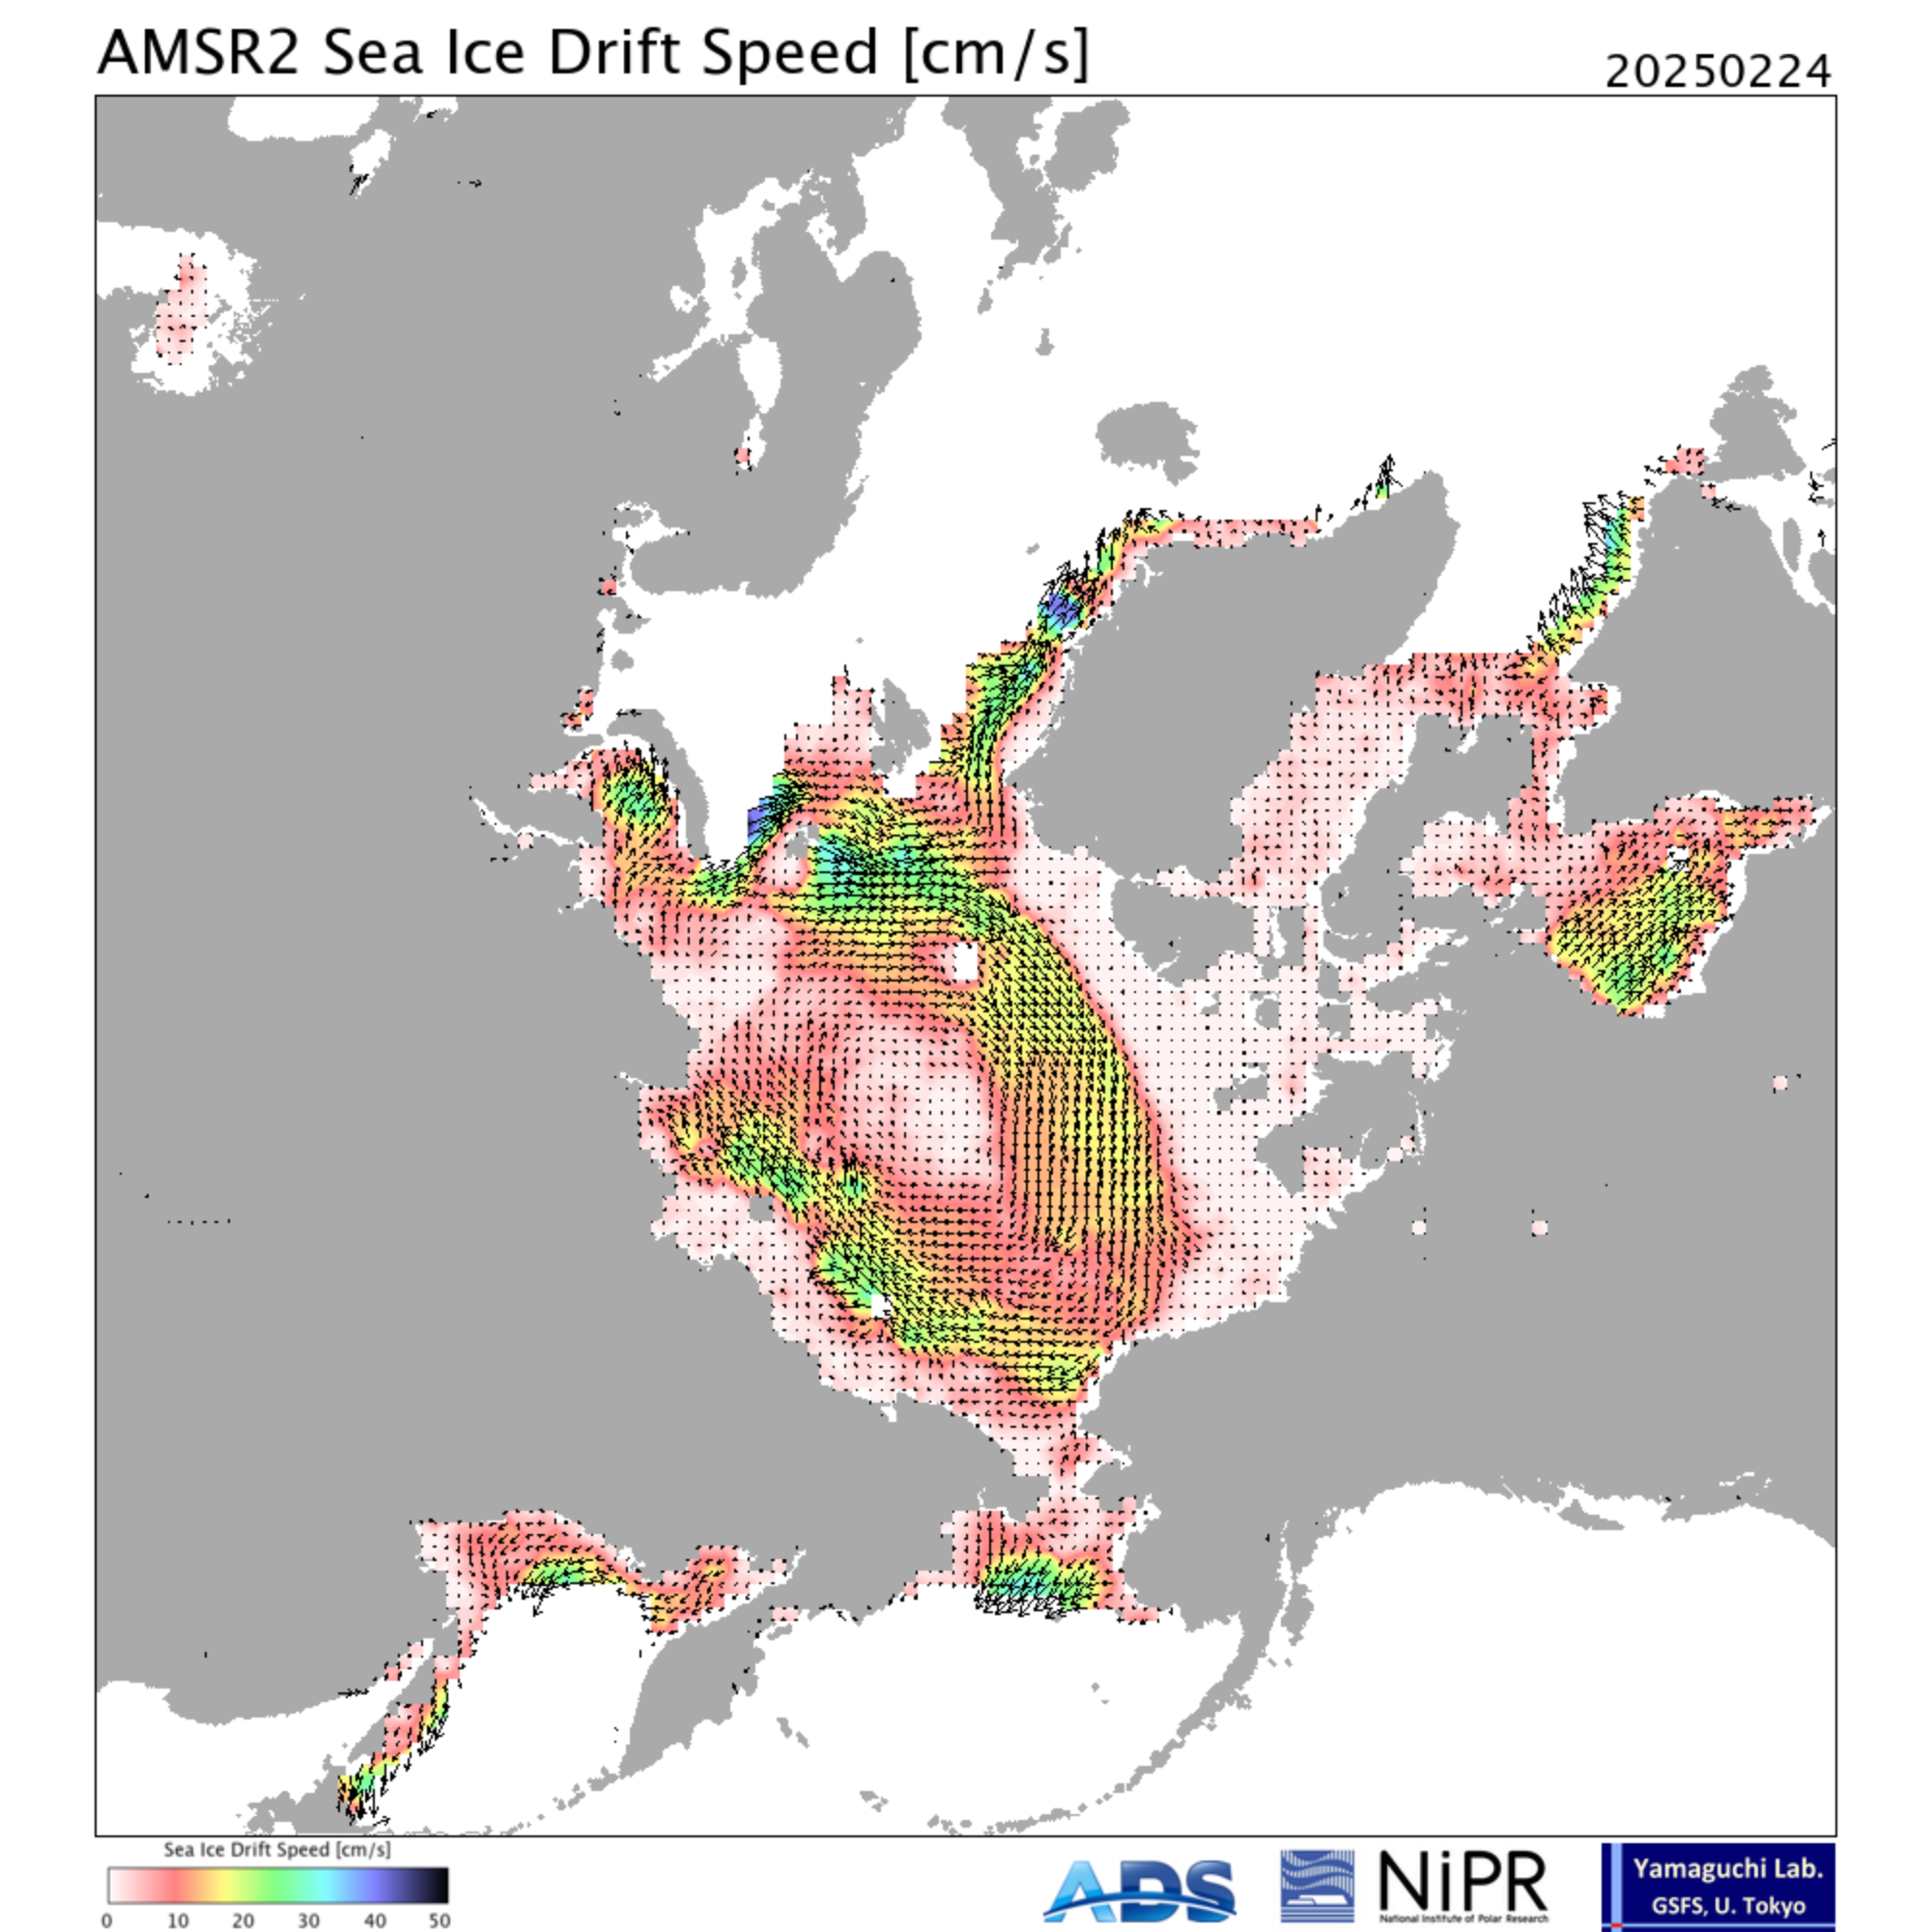 AMSR2 Sea Ice Drift Speed [cm/s]
20250224
Sea Ice Drift Speed [cm/s]
0 10 20 30 40 50
ADS
NiPR
National Institute of Polar Research
Yamaguchi Lab.
GSFS, U. Tokyo